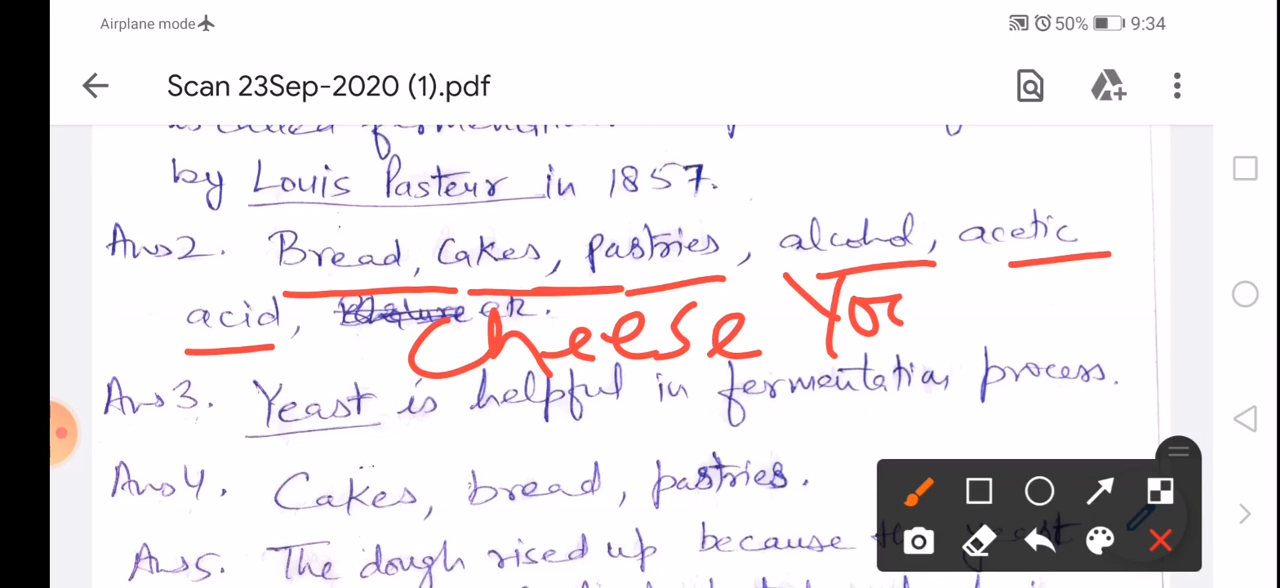 Airplane mode 50% 9:34
Scan 23Sep-2020 (1).pdf
by Louis Pasteur in 1857.
Ans2. Bread, Cakes, pastries, alcohol, acetic
acid,
cheese Yo
Ans3. Yeast is helpful in fermentation process.
Ans4. Cakes, bread, pastries.
Ans5. The dough rised up because